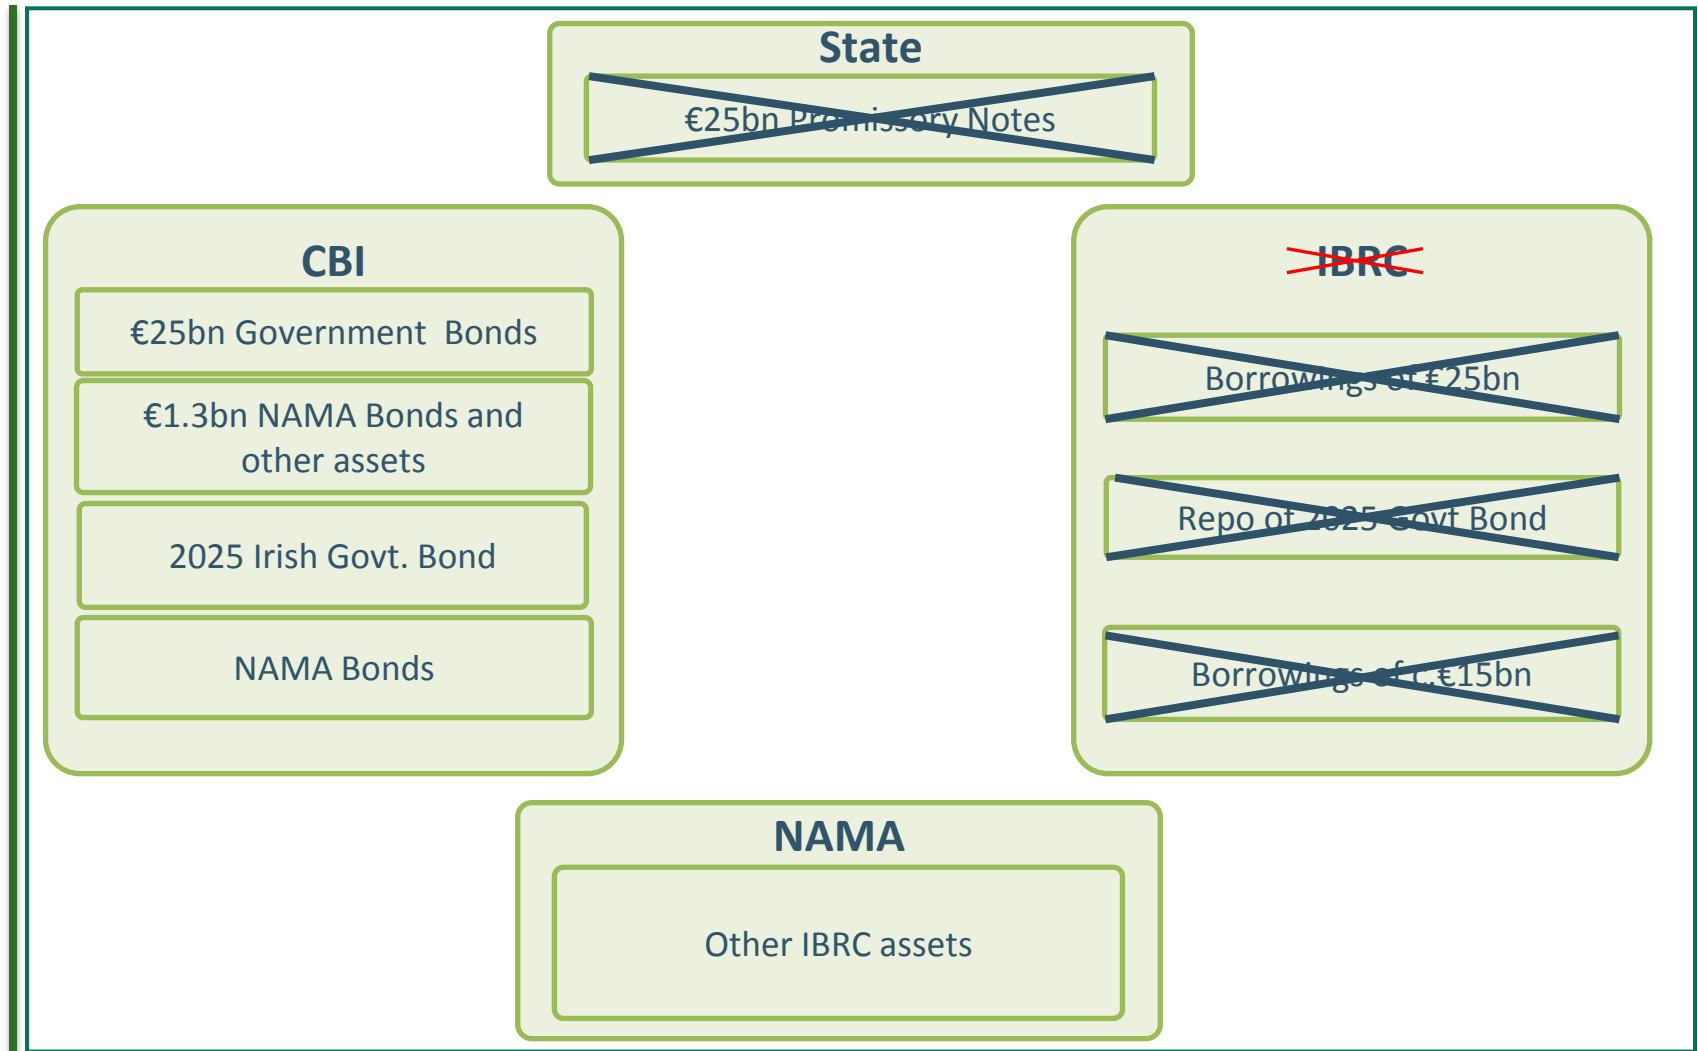 State
€25bn Promissory Notes
CBI
€25bn Government  Bonds
€1.3bn NAMA Bonds and
other assets
2025 Irish Govt. Bond
NAMA Bonds
IBRC
Borrowings of €25bn
Repo of 2025 Govt Bond
Borrowings of c.€15bn
NAMA
Other IBRC assets